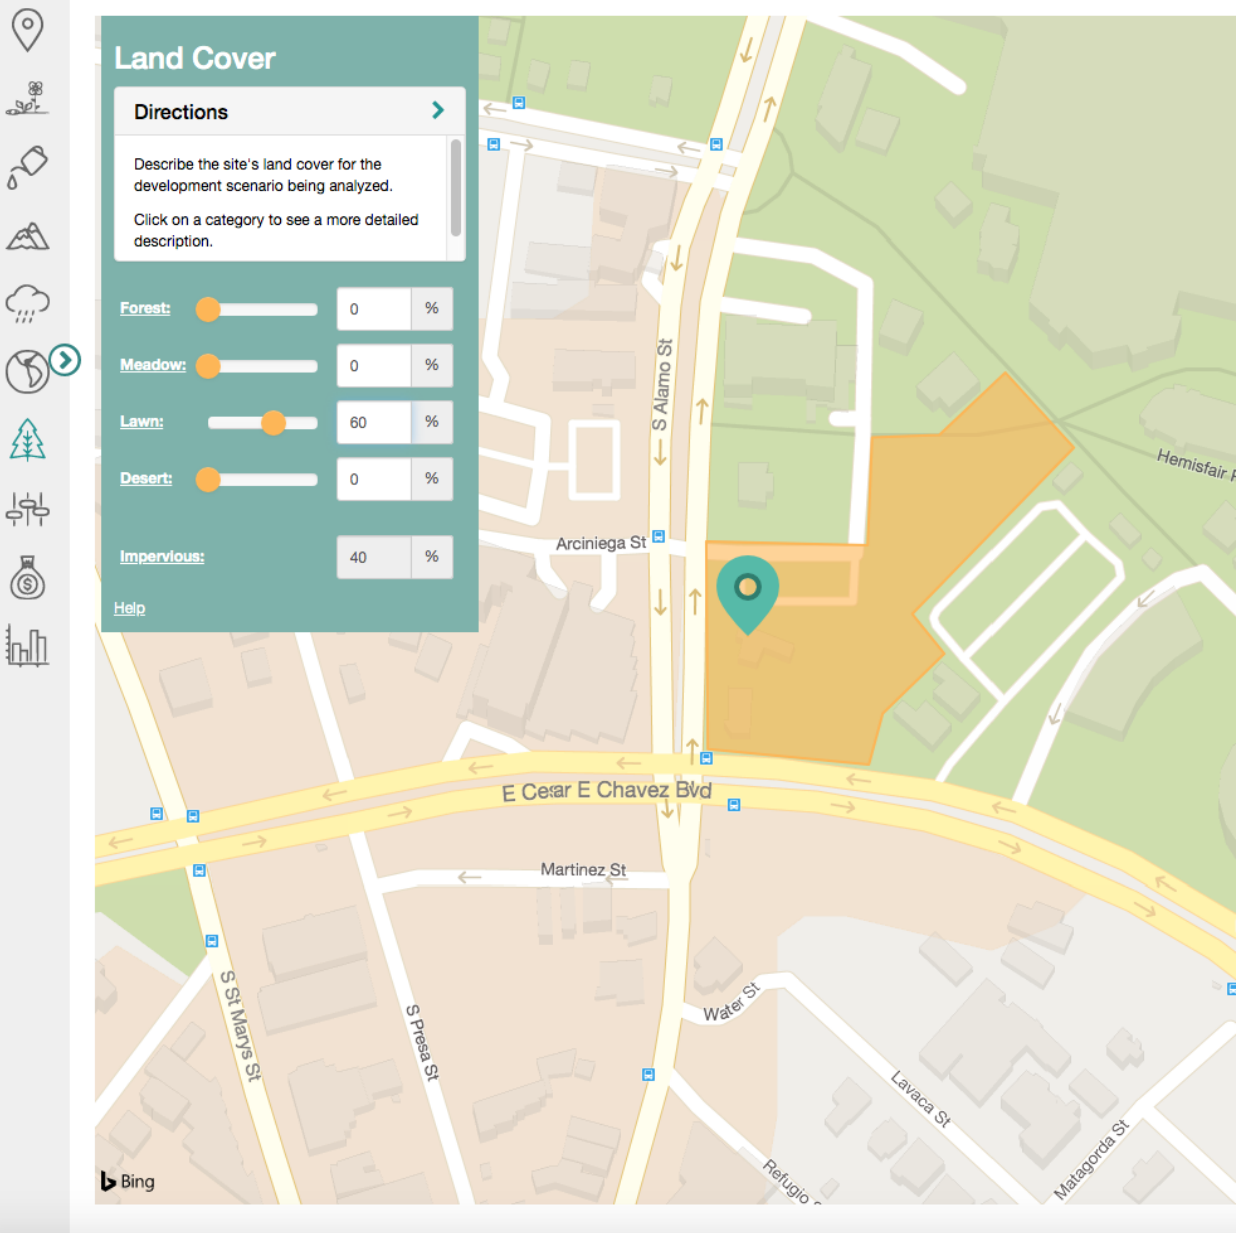 Land Cover
Directions
Describe the site's land cover for the
development scenario being analyzed.
Click on a category to see a more detailed
description.
Forest: 0 %
Meadow: 0 %
Lawn: 60 %
Desert: 0 %
Impervious: 40 %
Help
S Alamo St
Hemisfair
Arciniega St
E Cesar E Chavez Blvd
Martinez St
S St Marys St
S Presa St
Water St
Lavaca St
Matagorda St
Refugio
Bing